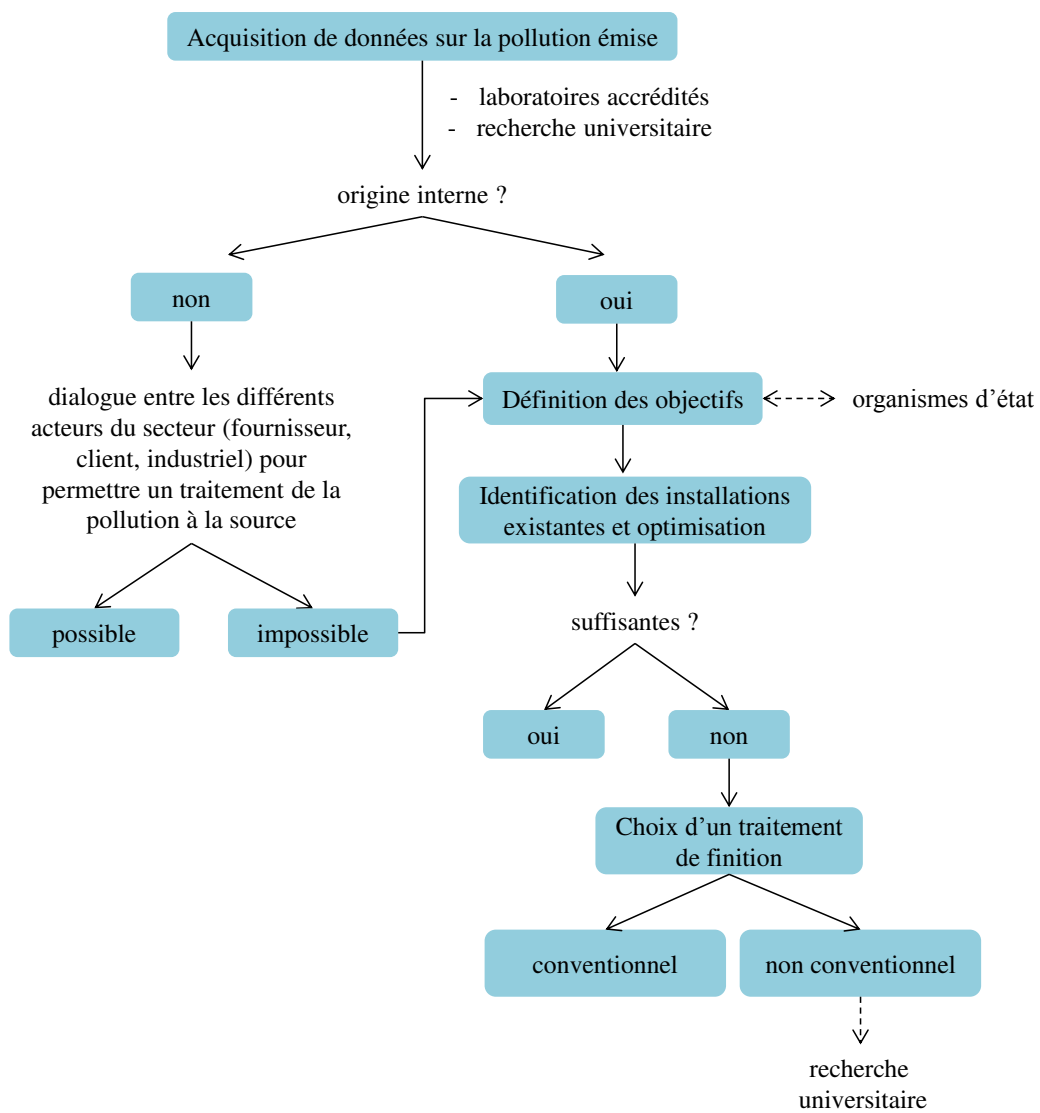 Acquisition de données sur la pollution émise
- laboratoires accrédités
- recherche universitaire
origine interne ?
non
oui
dialogue entre les différents
acteurs du secteur (fournisseur,
client, industriel) pour
permettre un traitement de la
pollution à la source
Définition des objectifs
organismes d’état
Identification des installations
existantes et optimisation
possible
impossible
suffisantes ?
oui
non
Choix d’un traitement
de finition
conventionnel
non conventionnel
recherche
universitaire